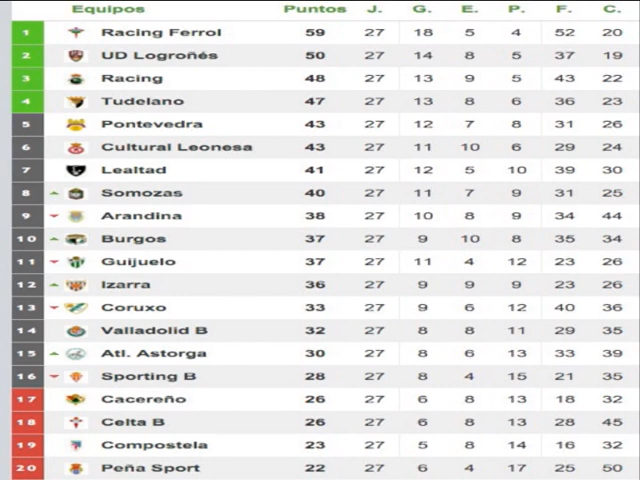 Equipos Puntos J. G. E. P. F. C.
1 Racing Ferrol 59 27 18 5 4 52 20
2 UD Logroñés 50 27 14 8 5 37 19
3 Racing 48 27 13 9 5 43 22
4 Tudelano 47 27 13 8 6 36 23
5 Pontevedra 43 27 12 7 8 31 26
6 Cultural Leonesa 43 27 11 10 6 29 24
7 Lealtad 41 27 12 5 10 39 30
8 Somozas 40 27 11 7 9 31 25
9 Arandina 38 27 10 8 9 34 44
10 Burgos 37 27 9 10 8 35 34
11 Guijuelo 37 27 11 4 12 23 26
12 Izarra 36 27 9 9 9 23 26
13 Coruxo 33 27 9 6 12 40 36
14 Valladolid B 32 27 8 8 11 29 35
15 Atl. Astorga 30 27 8 6 13 33 39
16 Sporting B 28 27 8 4 15 21 35
17 Cacereño 26 27 6 8 13 18 32
18 Celta B 26 27 6 8 13 28 45
19 Compostela 23 27 5 8 14 16 32
20 Peña Sport 22 27 6 4 17 25 50